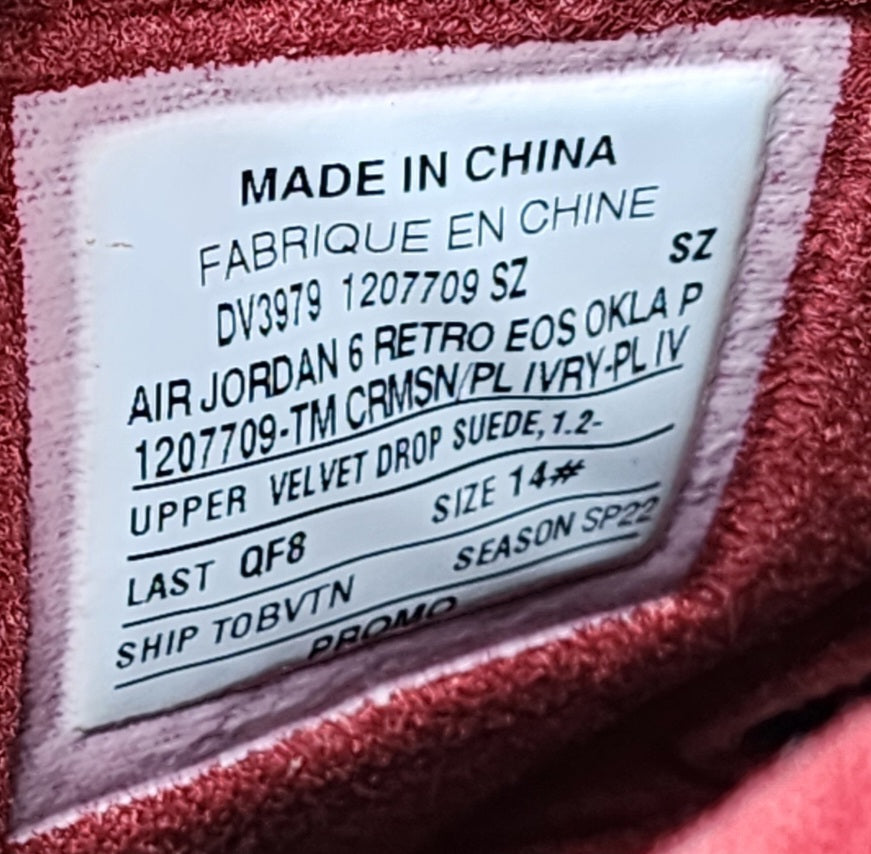 MADE IN CHINA
FABRIQUE EN CHINE
DV3979 1207709 SZ SZ
AIR JORDAN 6 RETRO EOS OKLA P
1207709-TM CRMSN/PL IVRY-PL IV
UPPER VELVET DROP SUEDE, 1.2-
LAST QF8 SIZE 14#
SHIP TOBVTN SEASON SP22
PROMO